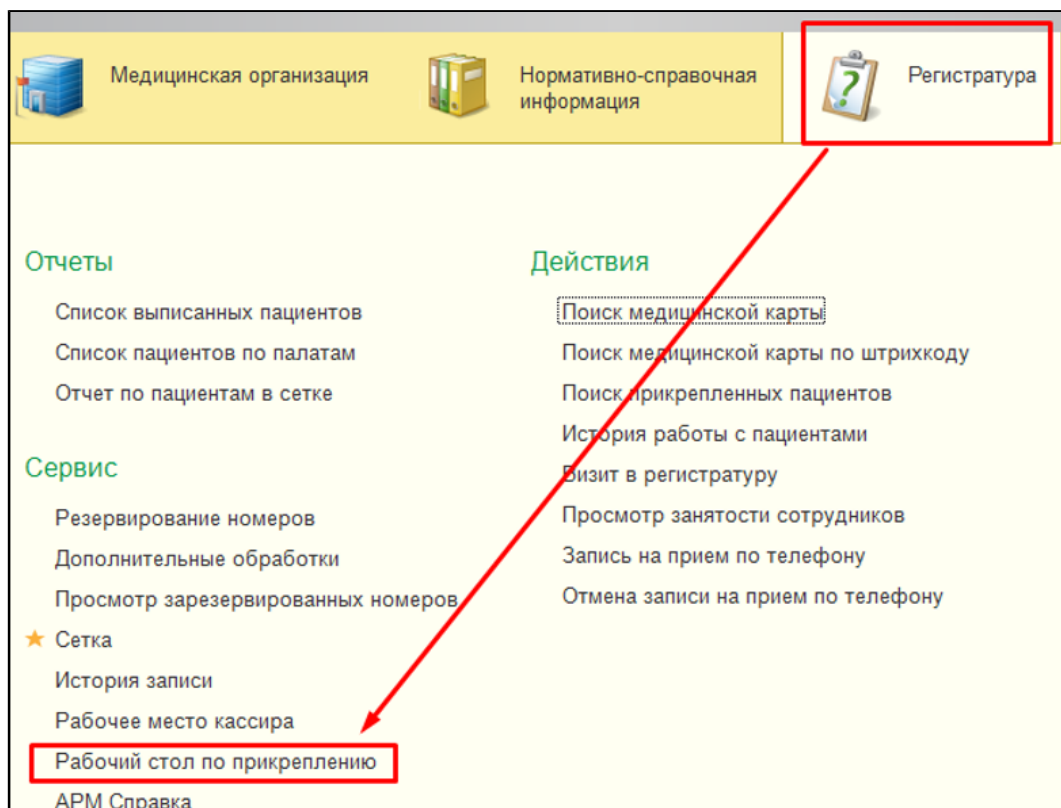 Медицинская организация
Нормативно-справочная
информация
Регистратура
Отчеты
Список выписанных пациентов
Список пациентов по палатам
Отчет по пациентам в сетке
Сервис
Резервирование номеров
Дополнительные обработки
Просмотр зарезервированных номеров
Сетка
История записи
Рабочее место кассира
Рабочий стол по прикреплению
АРМ Справка
Действия
Поиск медицинской карты
Поиск медицинской карты по штрихкоду
Поиск прикрепленных пациентов
История работы с пациентами
Визит в регистратуру
Просмотр занятости сотрудников
Запись на прием по телефону
Отмена записи на прием по телефону